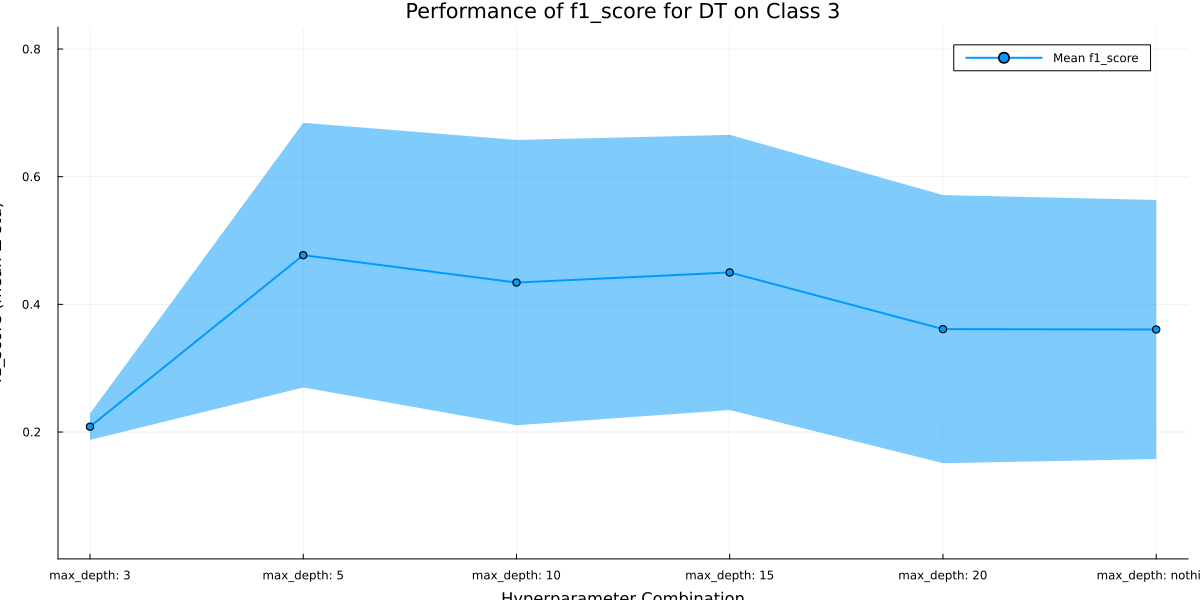 Performance of f1_score for DT on Class 3
Mean f1_score
0.8
0.6
0.4
0.2
max_depth: 3
max_depth: 5
max_depth: 10
max_depth: 15
max_depth: 20
max_depth: nothi
Hyperparameter Combination